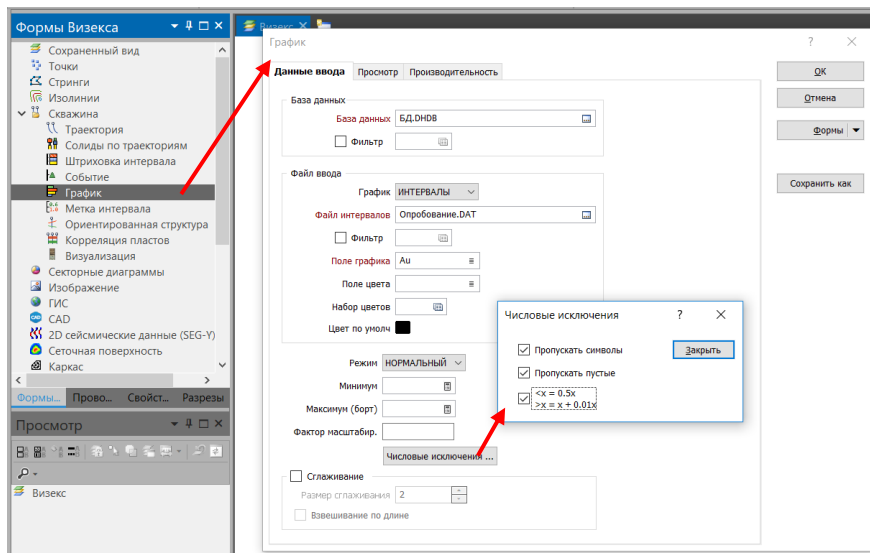 Формы Визекса
Сохраненный вид
Точки
Стринги
Изолинии
Скважина
Траектория
Солиды по траекториям
Штриховка интервала
Событие
График
Метка интервала
Ориентированная структура
Корреляция пластов
Визуализация
Секторные диаграммы
Изображение
ГИС
CAD
2D сейсмические данные (SEG-Y)
Сеточная поверхность
Каркас
Формы... Прово... Свойст... Разрезы
Просмотр
Визекс
Визекс
График
Данные ввода Просмотр Производительность
База данных
База данных БД.DHDB
Фильтр
Файл ввода
График ИНТЕРВАЛЫ
Файл интервалов Опробование.DAT
Фильтр
Поле графика Au
Поле цвета
Набор цветов
Цвет по умолч
Режим НОРМАЛЬНЫЙ
Минимум
Максимум (борт)
Фактор масштабир.
Числовые исключения ...
Сглаживание
Размер сглаживания 2
Взвешивание по длине
OK
Отмена
Формы
Сохранить как
Числовые исключения
Пропускать символы
Закрыть
Пропускать пустые
<x = 0.5x
>x = x + 0.01x